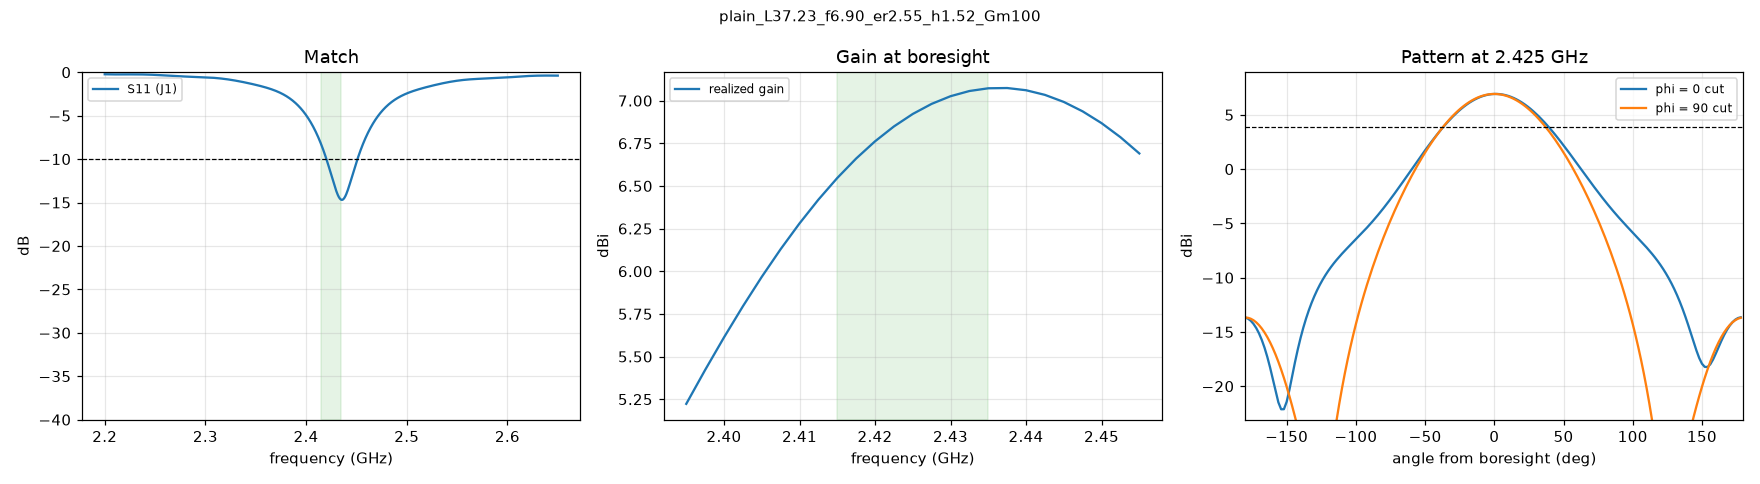 plain_L37.23_f6.90_er2.55_h1.52_Gm100
Match
S11 (J1)
0
−5
−10
−15
−20
−25
−30
−35
−40
dB
2.2 2.3 2.4 2.5 2.6
frequency (GHz)
Gain at boresight
realized gain
7.00
6.75
6.50
6.25
6.00
5.75
5.50
5.25
dBi
2.40 2.41 2.42 2.43 2.44 2.45
frequency (GHz)
Pattern at 2.425 GHz
phi = 0 cut
phi = 90 cut
5
0
−5
−10
−15
−20
dBi
−150 −100 −50 0 50 100 150
angle from boresight (deg)